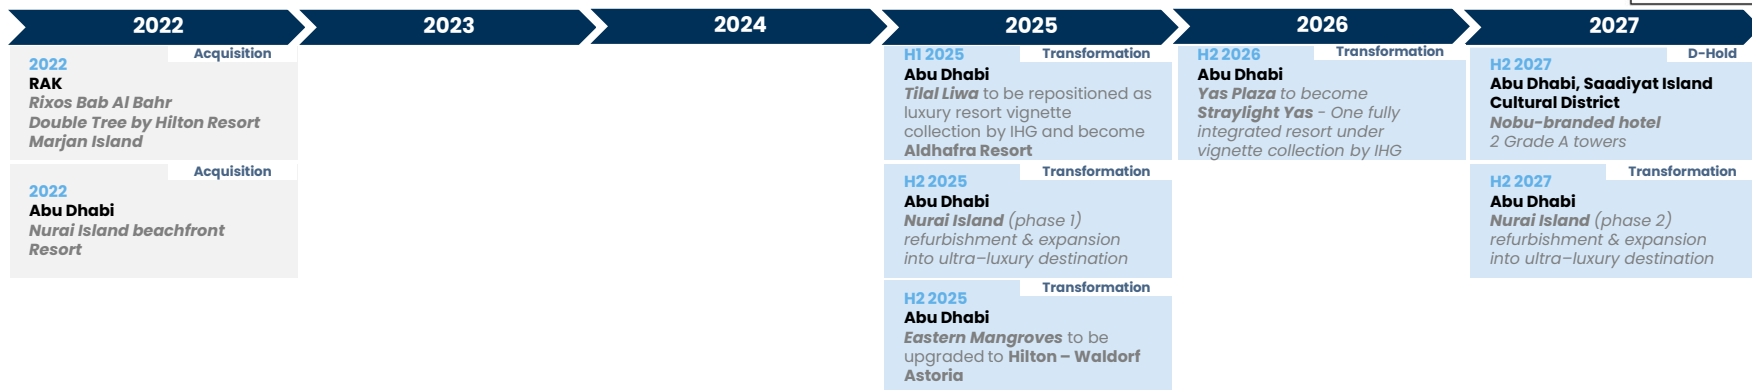 2022
2023
2024
2025
2026
2027
Acquisition
2022
RAK
Rixos Bab Al Bahr
Double Tree by Hilton Resort
Marjan Island
Acquisition
2022
Abu Dhabi
Nurai Island beachfront
Resort
Transformation
H1 2025
Abu Dhabi
Tilal Liwa to be repositioned as
luxury resort vignette
collection by IHG and become
Aldhafra Resort
Transformation
H2 2025
Abu Dhabi
Nurai Island (phase 1)
refurbishment & expansion
into ultra–luxury destination
Transformation
H2 2025
Abu Dhabi
Eastern Mangroves to be
upgraded to Hilton – Waldorf
Astoria
Transformation
H2 2026
Abu Dhabi
Yas Plaza to become
Straylight Yas - One fully
integrated resort under
vignette collection by IHG
D-Hold
H2 2027
Abu Dhabi, Saadiyat Island
Cultural District
Nobu-branded hotel
2 Grade A towers
Transformation
H2 2027
Abu Dhabi
Nurai Island (phase 2)
refurbishment & expansion
into ultra–luxury destination